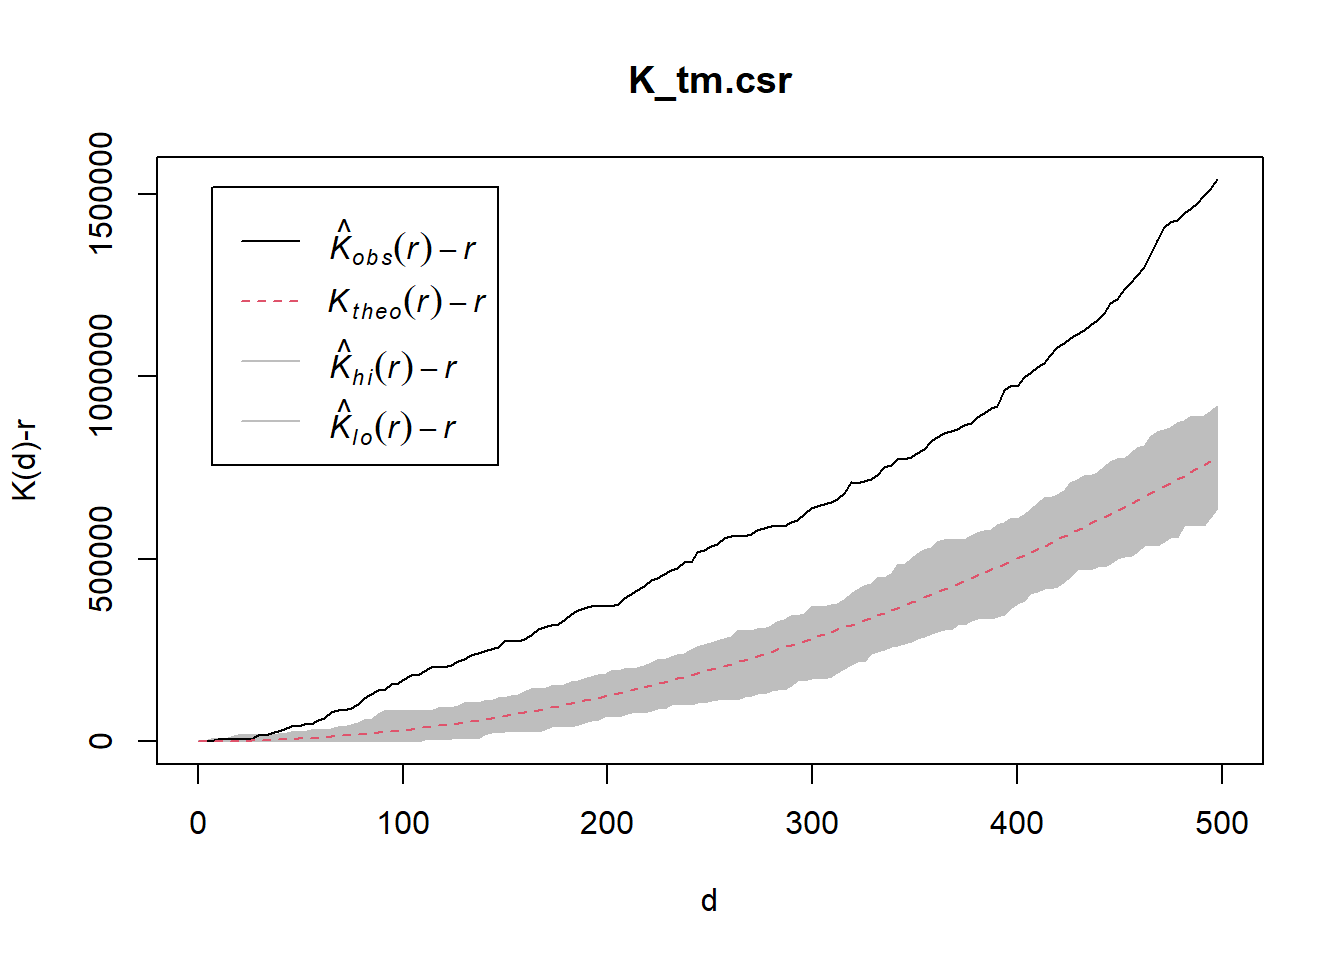 K_tm.csr
K̂obs(r) − r
Ktheo(r) − r
K̂hi(r) − r
K̂lo(r) − r
K(d)-r
1500000
1000000
500000
0
0 100 200 300 400 500
d